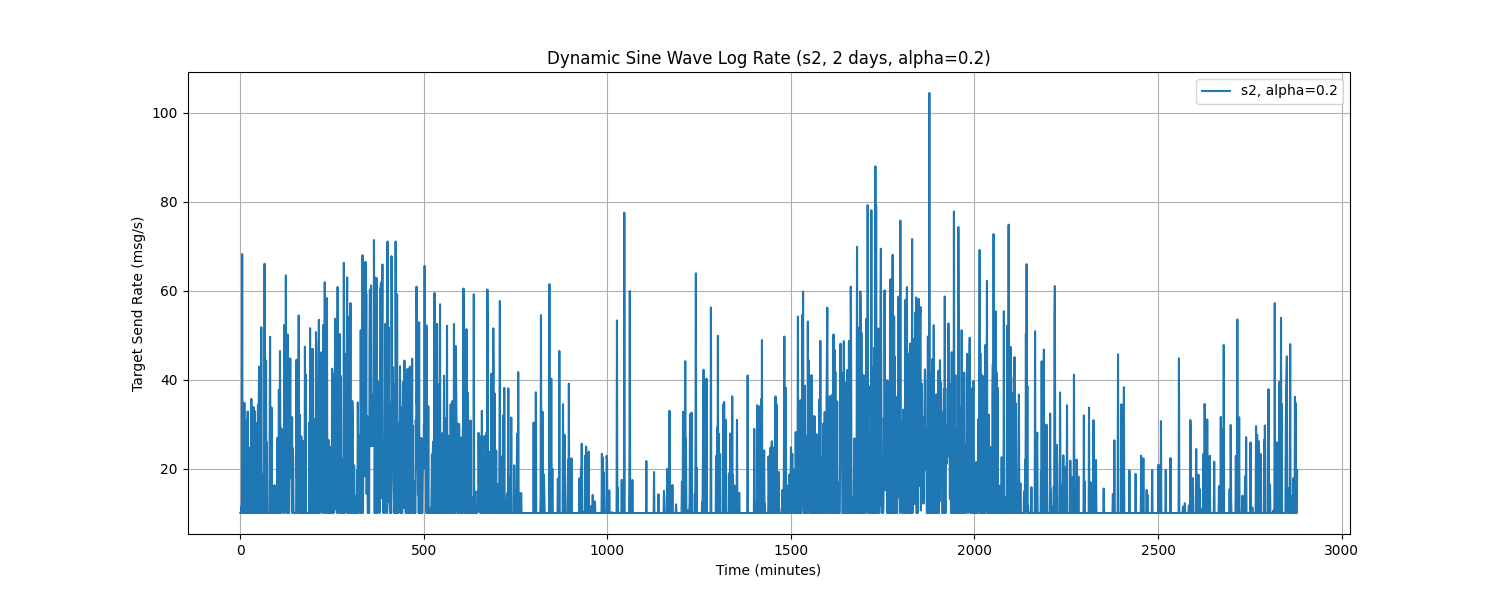 Dynamic Sine Wave Log Rate (s2, 2 days, alpha=0.2)
s2, alpha=0.2
Target Send Rate (msg/s)
100
80
60
40
20
0 500 1000 1500 2000 2500 3000
Time (minutes)